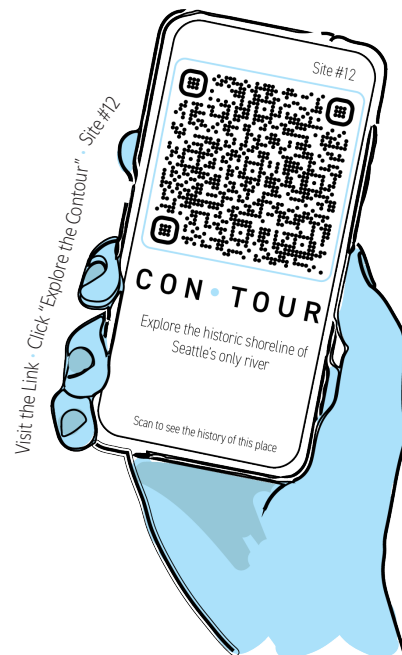 Visit the Link • Click "Explore the Contour" • Site #12
Site #12
CON•TOUR
Explore the historic shoreline of
Seattle's only river
Scan to see the history of this place